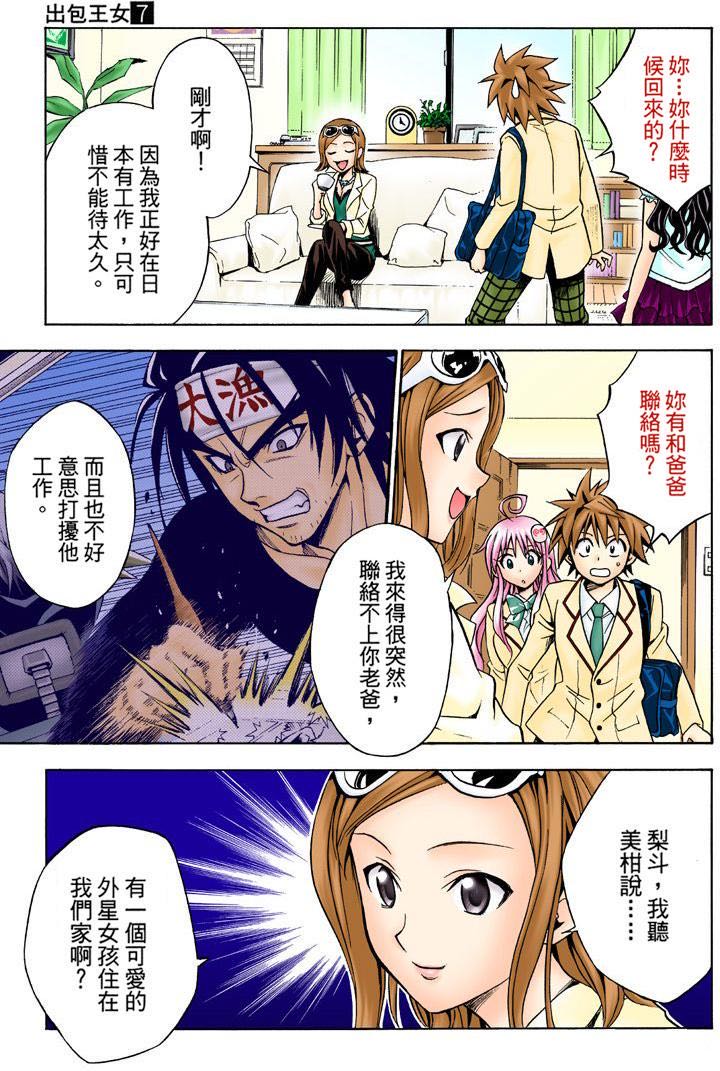 出包王女7
妳…妳什麼時
候回來的？
剛才啊！
因為我正好在日
本有工作，只可
惜不能待太久。
妳有和爸爸
聯絡嗎？
我來得很突然，
聯絡不上你老爸，
而且也不好
意思打擾他
工作。
大漁
梨斗，我聽
美柑說……
有一個可愛的
外星女孩住在
我們家啊？